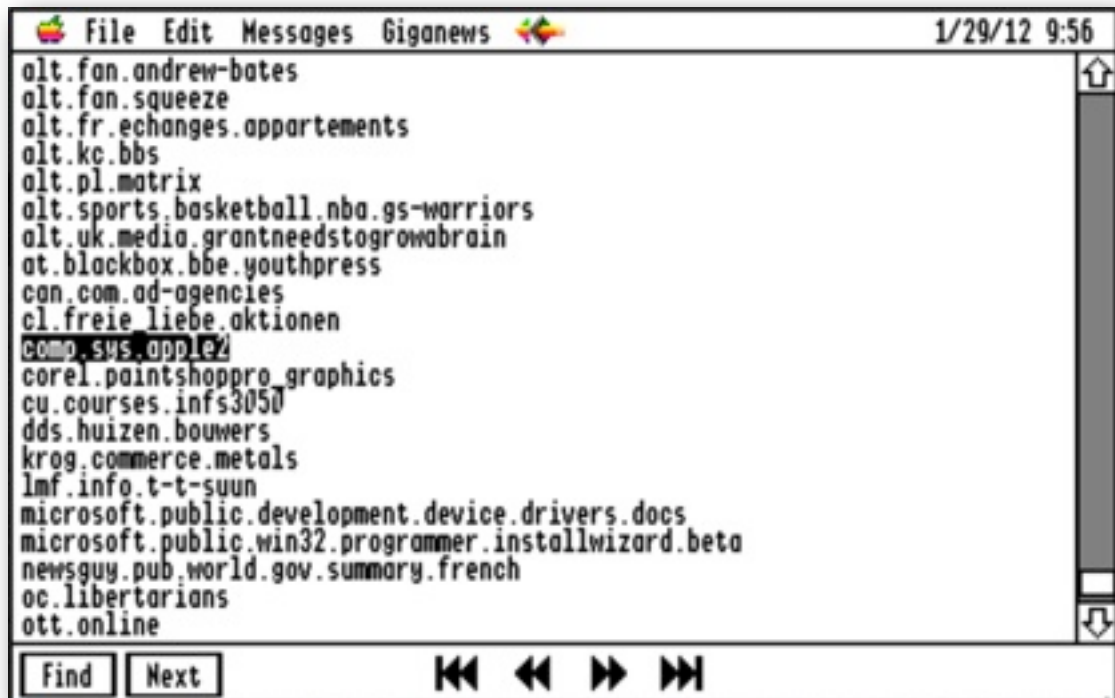 File Edit Messages Giganews 1/29/12 9:56
alt.fan.andrew-bates
alt.fan.squeeze
alt.fr.echanges.appartements
alt.kc.bbs
alt.pl.matrix
alt.sports.basketball.nba.gs-warriors
alt.uk.media.grantneedstogrowabrain
at.blackbox.bbe.youthpress
can.com.ad-agencies
cl.freie_liebe.aktionen
comp.sys.apple2
corel.paintshoppro_graphics
cu.courses.infs3050
dds.huizen.bouwers
krog.commerce.metals
lmf.info.t-t-suun
microsoft.public.development.device.drivers.docs
microsoft.public.win32.programmer.installwizard.beta
newsguy.pub.world.gov.summary.french
oc.libertarians
ott.online
Find Next